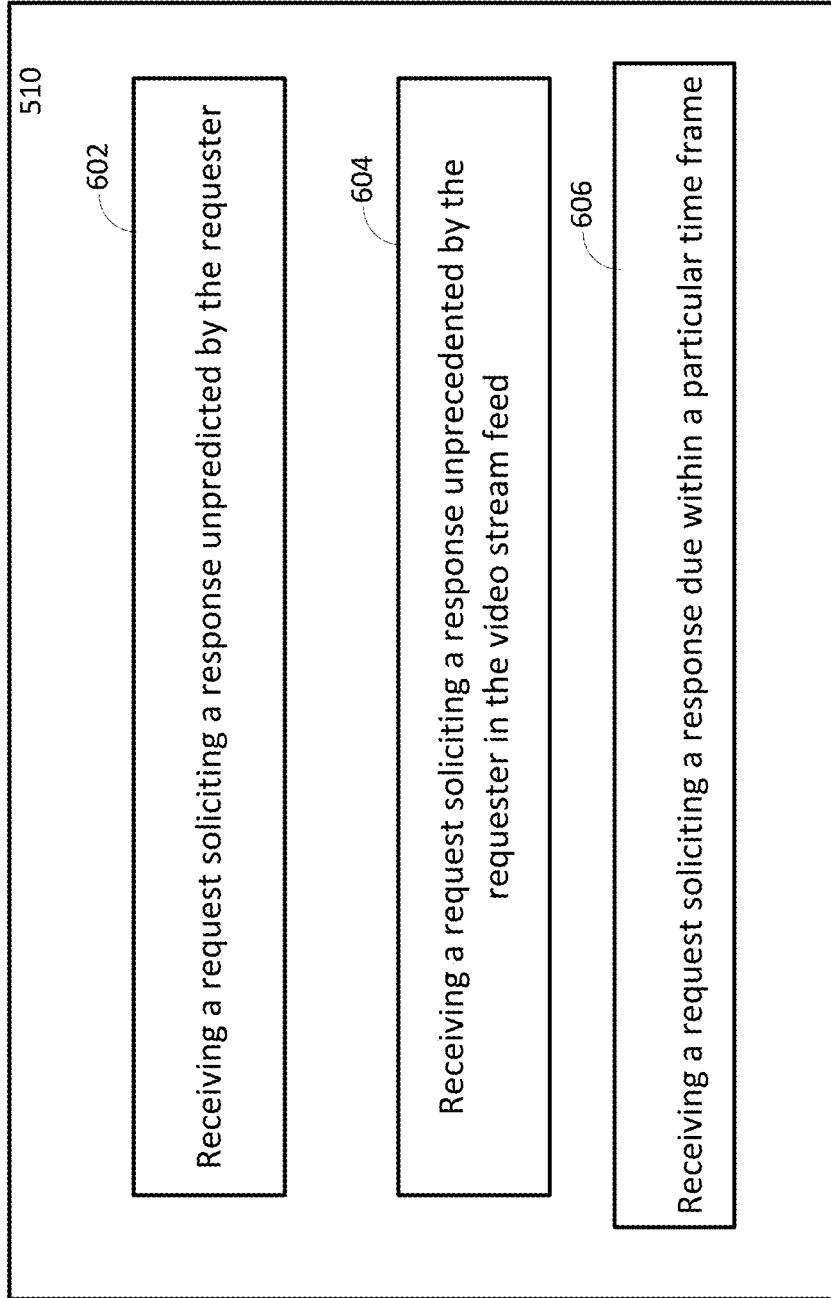 510
602
Receiving a request soliciting a response unpredicted by the requester
604
Receiving a request soliciting a response unprecedented by the
requester in the video stream feed
606
Receiving a request soliciting a response due within a particular time frame